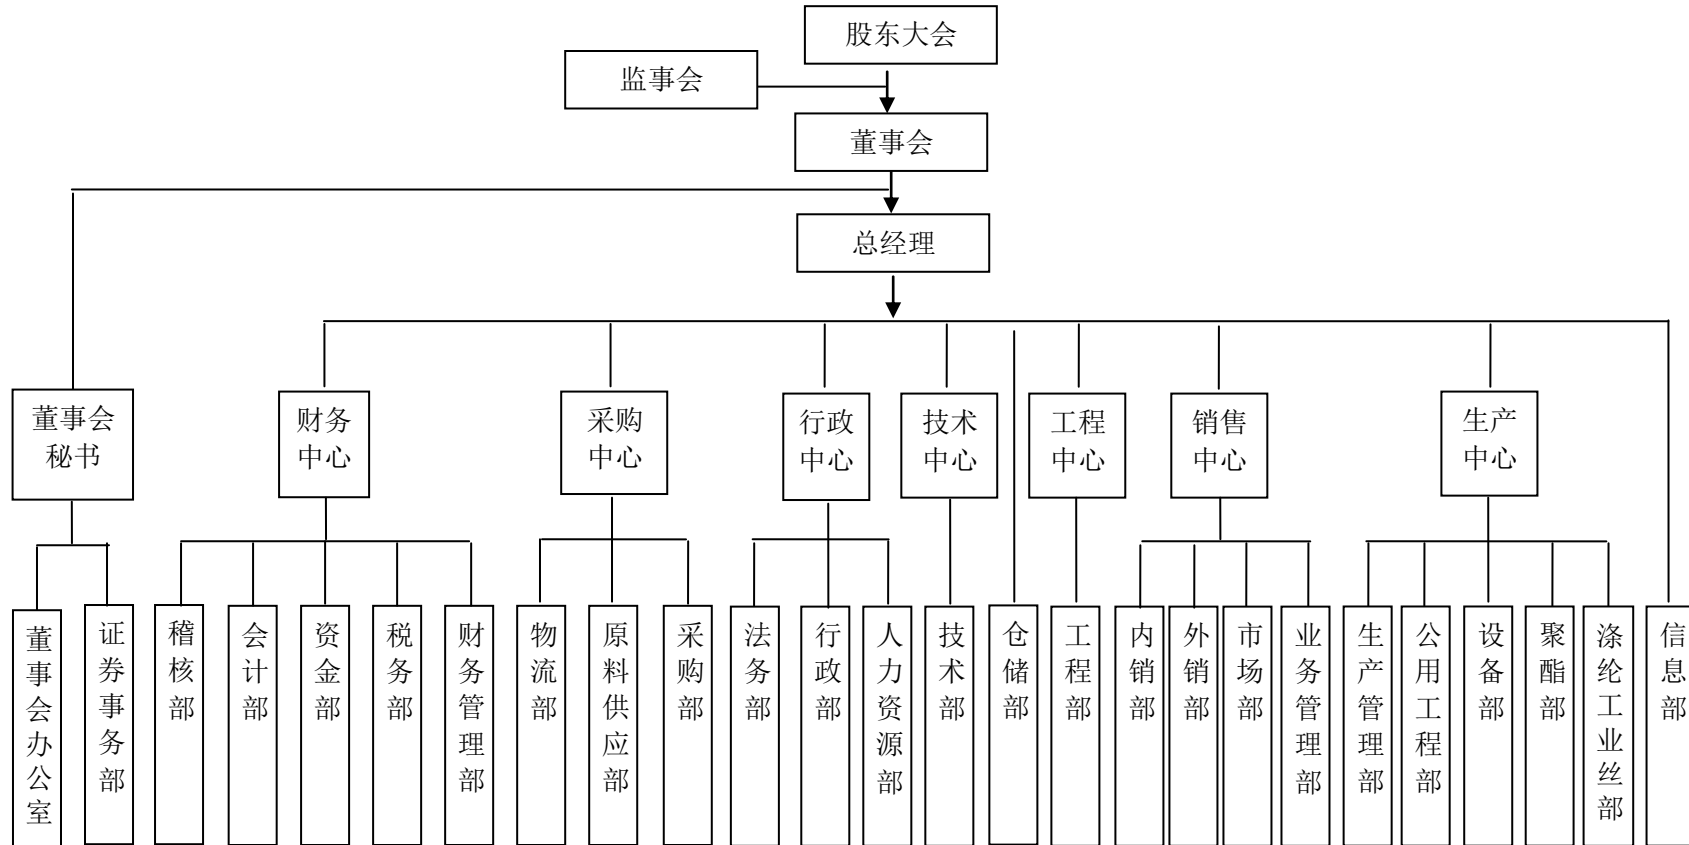 股东大会
监事会
董事会
总经理
董事会
秘书
财务
中心
采购
中心
行政
中心
技术
中心
工程
中心
销售
中心
生产
中心
董事会办公室
证券事务部
稽核部
会计部
资金部
税务部
财务管理部
物流部
原料供应部
采购部
法务部
行政部
人力资源部
技术部
仓储部
工程部
内销部
外销部
市场部
业务管理部
生产管理部
公用工程部
设备部
聚酯部
涤纶工业丝部
信息部